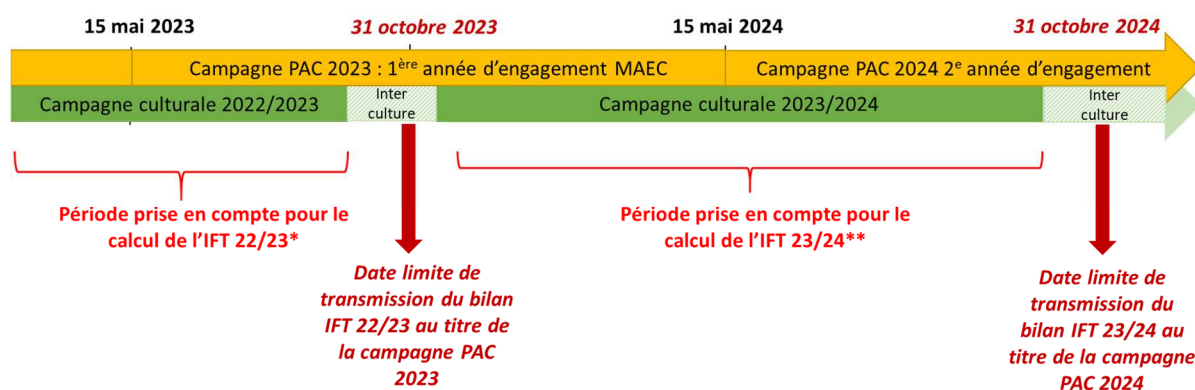 15 mai 2023
31 octobre 2023
15 mai 2024
31 octobre 2024
Campagne PAC 2023 : 1ère année d’engagement MAEC
Campagne PAC 2024 2e année d’engagement
Campagne culturale 2022/2023
Inter
culture
Campagne culturale 2023/2024
Inter
culture
Période prise en compte pour le
calcul de l’IFT 22/23*
Période prise en compte pour le
calcul de l’IFT 23/24**
Date limite de
transmission du bilan
IFT 22/23 au titre de
la campagne PAC
2023
Date limite de
transmission du
bilan IFT 23/24 au
titre de la campagne
PAC 2024